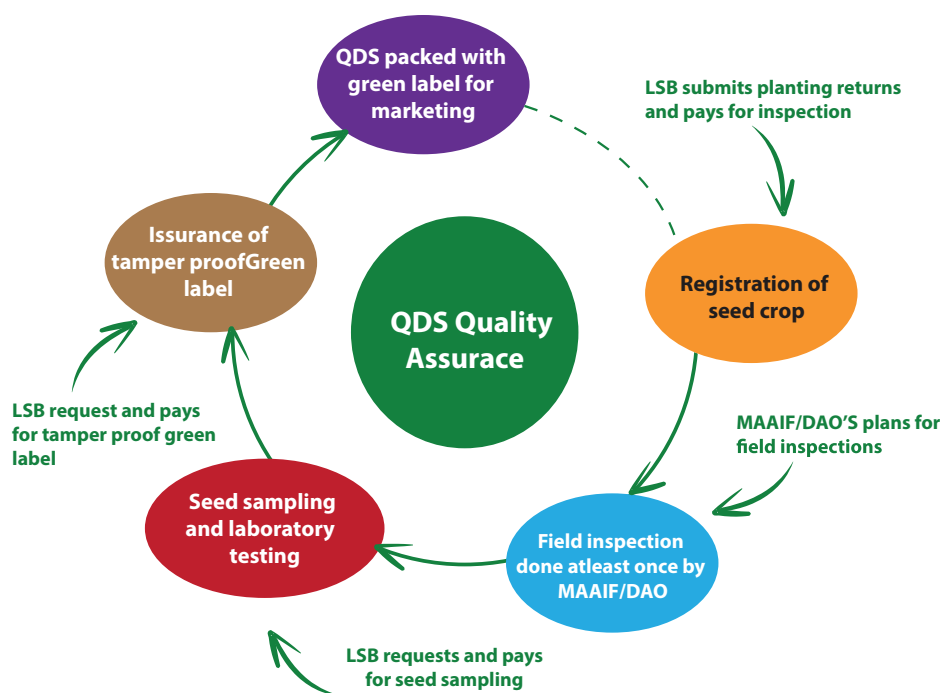 QDS packed with
green label for
marketing
LSB submits planting returns
and pays for inspection
Issurance of
tamper proofGreen
label
Registration of
seed crop
QDS Quality
Assurace
LSB request and pays
for tamper proof green
label
MAAIF/DAO'S plans for
field inspections
Seed sampling
and laboratory
testing
Field inspection
done atleast once by
MAAIF/DAO
LSB requests and pays
for seed sampling